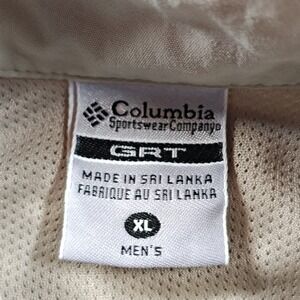 Columbia
Sportswear Company®
GRT
MADE IN SRI LANKA
FABRIQUE AU SRI LANKA
XL
MEN'S